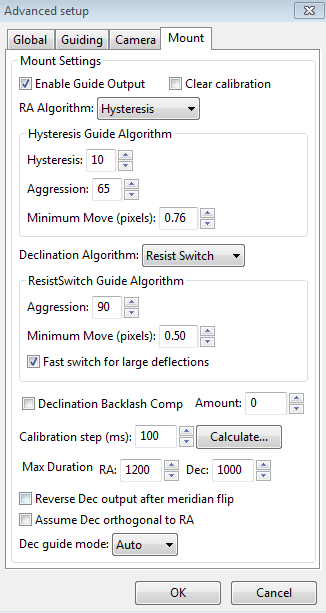 Advanced setup
Global Guiding Camera Mount
Mount Settings
Enable Guide Output Clear calibration
RA Algorithm: Hysteresis
Hysteresis Guide Algorithm
Hysteresis: 10
Aggression: 65
Minimum Move (pixels): 0.76
Declination Algorithm: Resist Switch
ResistSwitch Guide Algorithm
Aggression: 90
Minimum Move (pixels): 0.50
Fast switch for large deflections
Declination Backlash Comp Amount: 0
Calibration step (ms): 100 Calculate...
Max Duration RA: 1200 Dec: 1000
Reverse Dec output after meridian flip
Assume Dec orthogonal to RA
Dec guide mode: Auto
OK Cancel